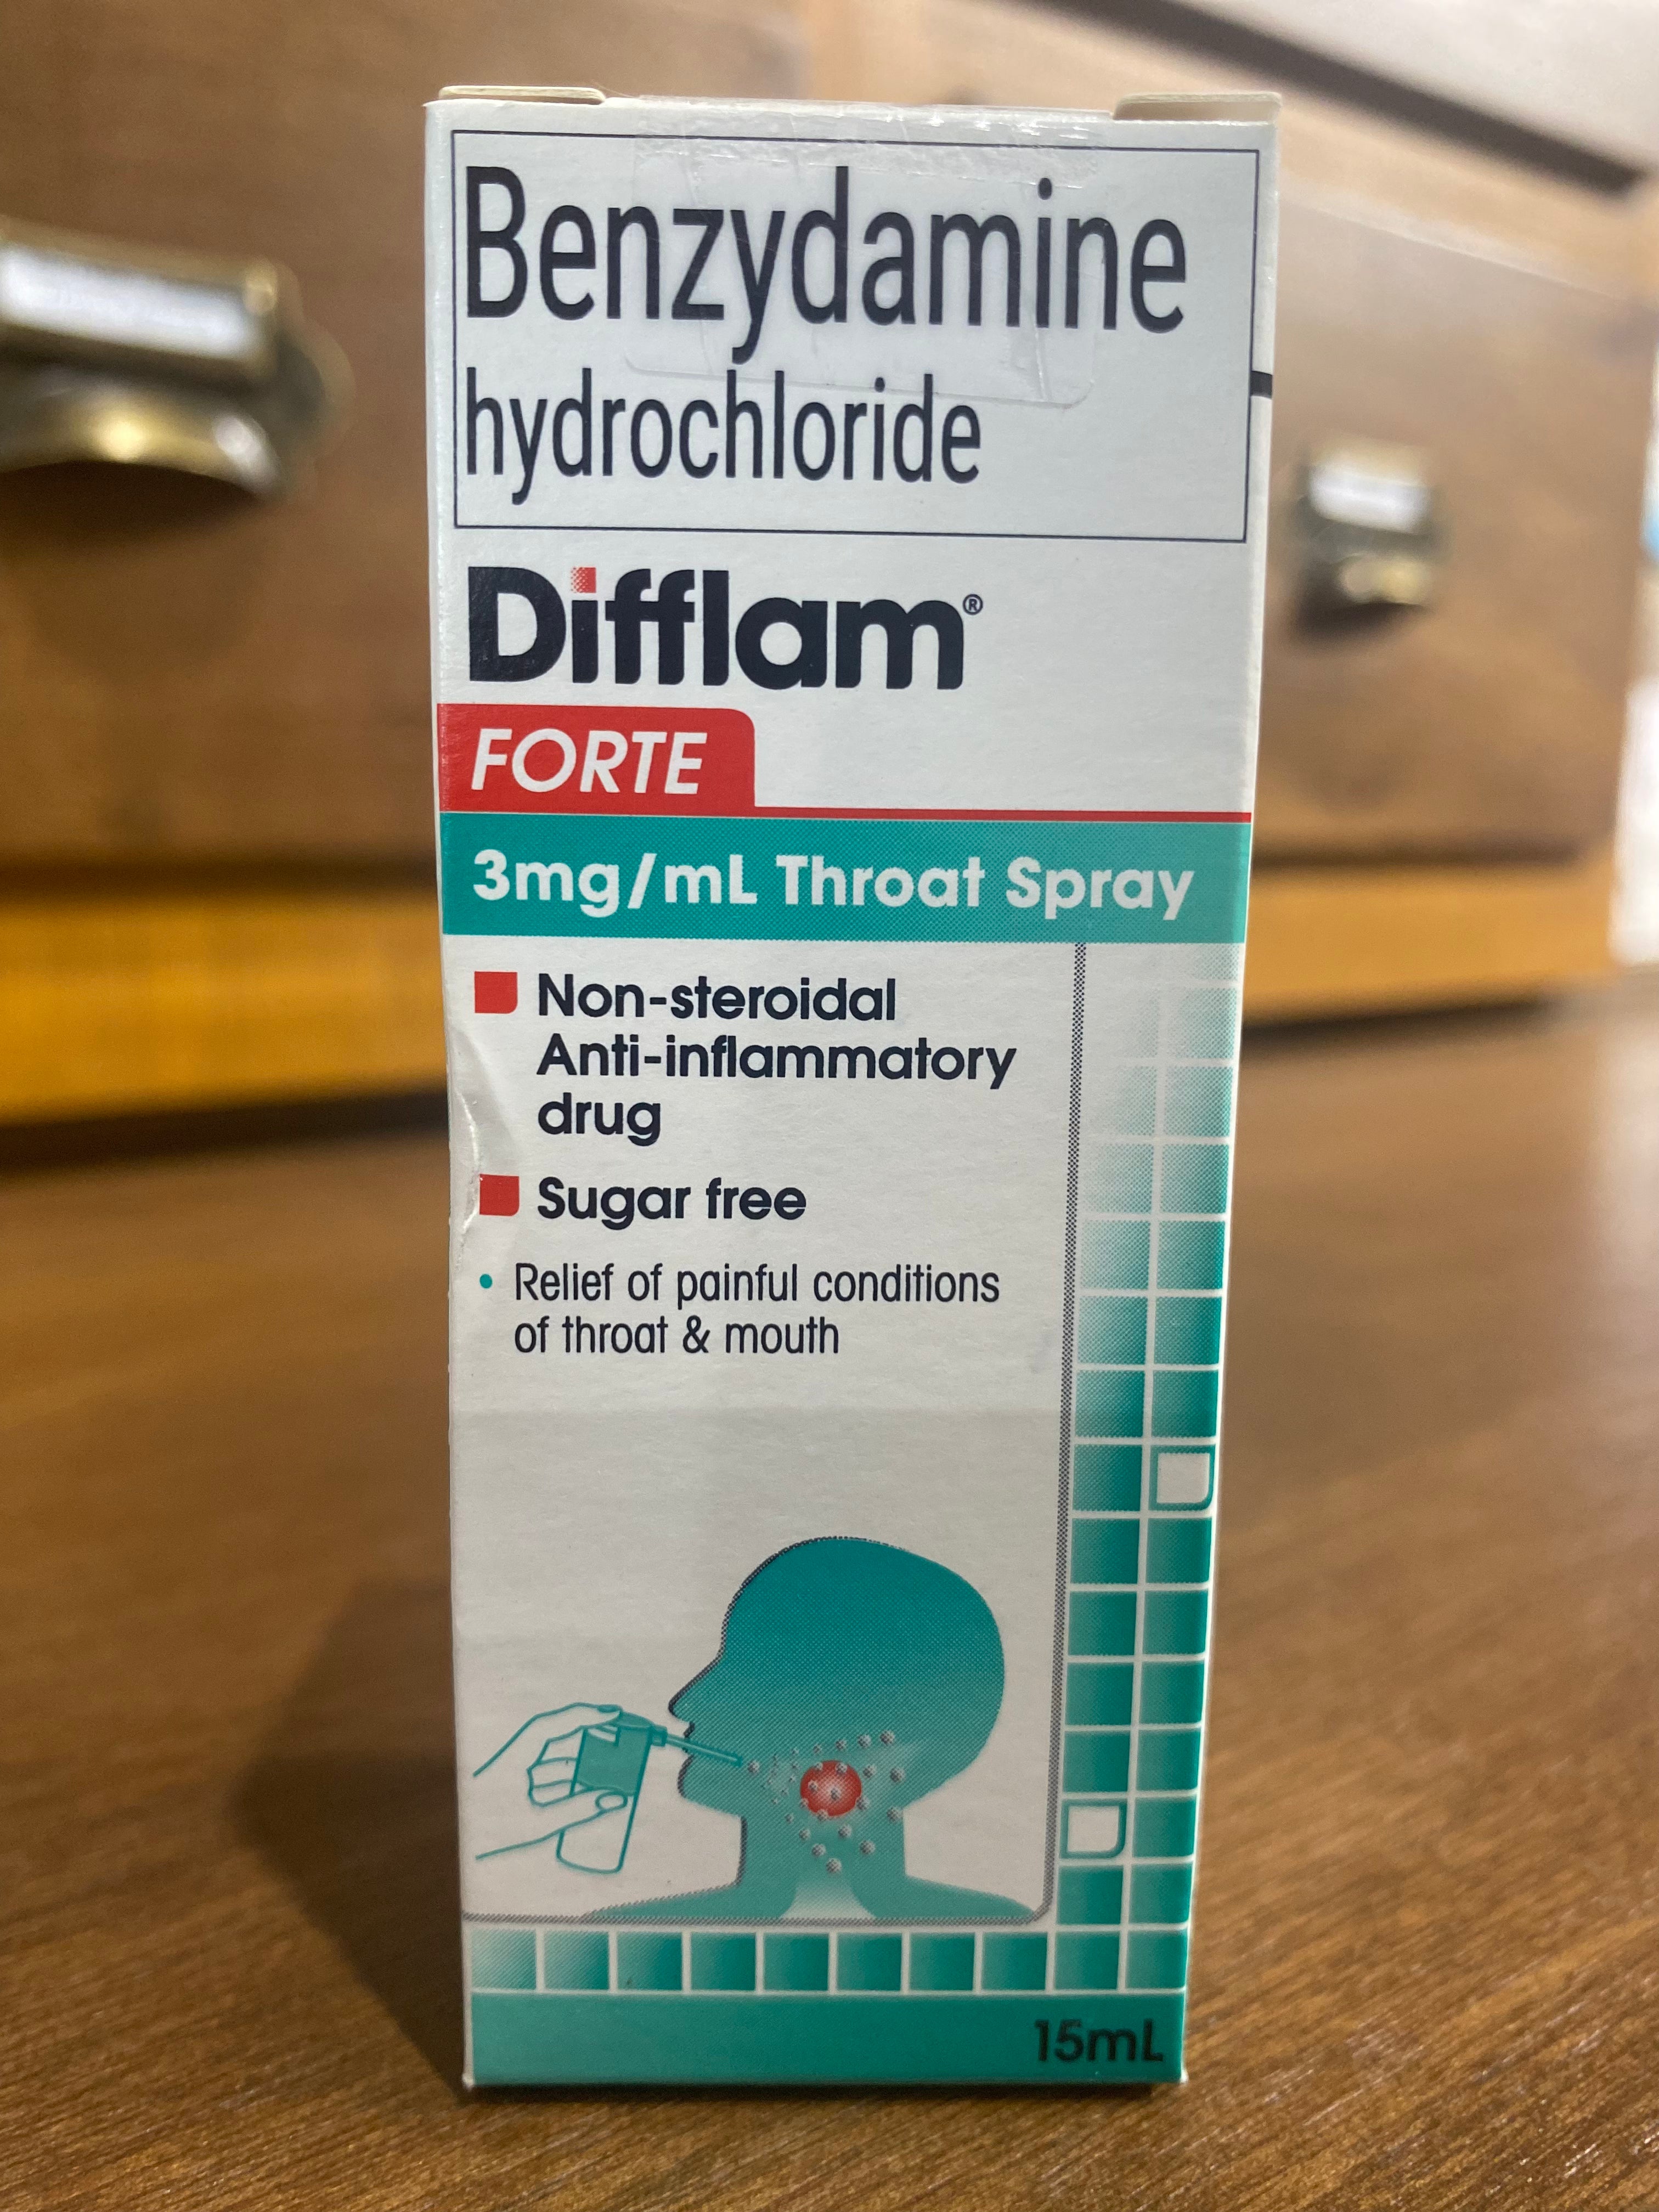 Benzydamine
hydrochloride
Difflam®
FORTE
3mg/mL Throat Spray
Non-steroidal
Anti-inflammatory
drug
Sugar free
• Relief of painful conditions
of throat & mouth
15mL